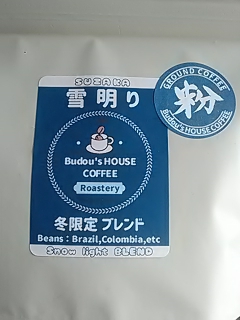 SUZAKA
雪明り
Budou's HOUSE
COFFEE
Roastery
冬限定 ブレンド
Beans : Brazil,Colombia,etc
Snow light BLEND
GROUND COFFEE
粉
Budou's HOUSE COFFEE